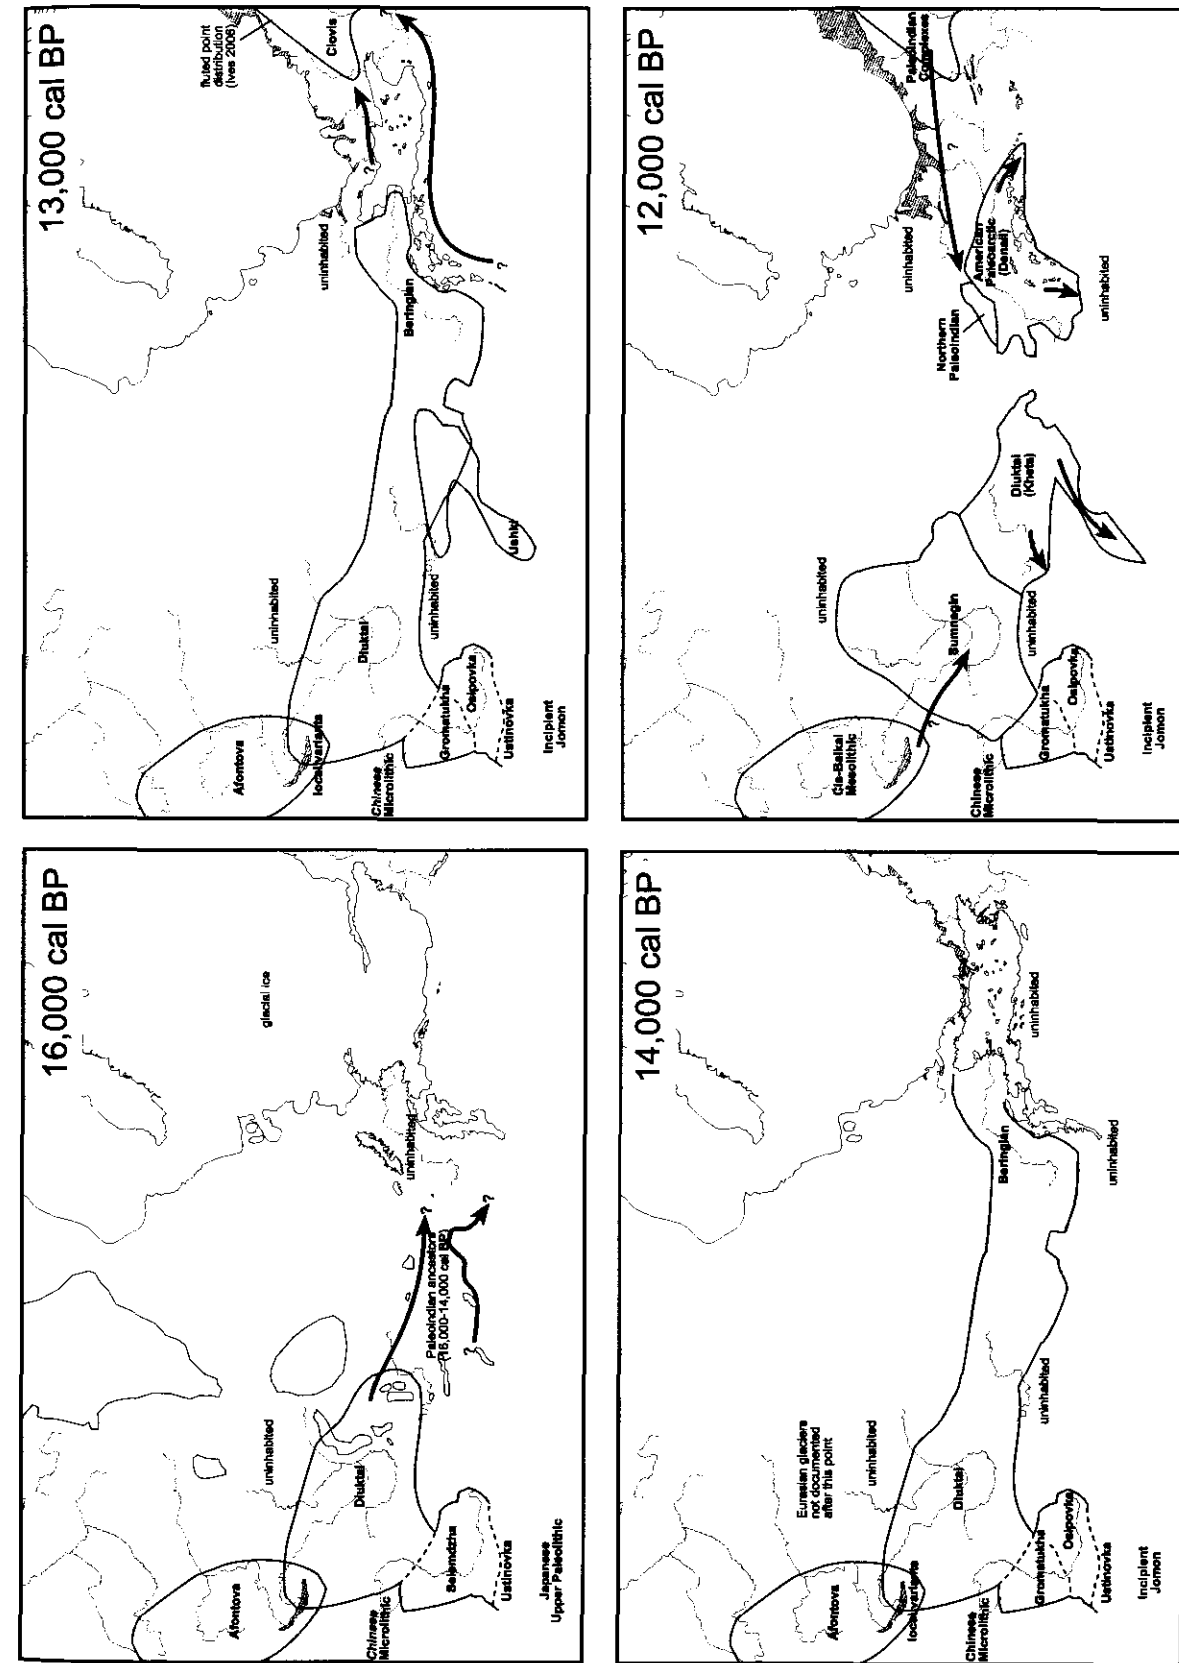 16,000 cal BP
glacial ice
uninhabited
Afontova
Diuktai
uninhabited
Chinese
Microlithic
Paleoindian ancestors
(16,000-14,000 cal BP)
?
?
?
Selemdzha
Ustinovka
Japanese
Upper Paleolithic
13,000 cal BP
fluted point
distribution
(Ives 2006)
Clovis
uninhabited
uninhabited
Afontova
local variants
Diuktai
?
Beringian
Chinese
Microlithic
uninhabited
Gromatukha
Osipovka
Ustinovka
Ushki
?
Incipient
Jomon
14,000 cal BP
Eurasian glaciers
not documented
after this point
uninhabited
Afontova
local variants
Diuktai
Beringian
Chinese
Microlithic
uninhabited
uninhabited
Gromatukha
Osipovka
Ustinovka
uninhabited
Incipient
Jomon
12,000 cal BP
uninhabited
uninhabited
Paleoindian
Complexes
Cis-Baikal
Mesolithic
Northern
Paleoindian
?
?
Sumnagin
American
Paleoarctic
(Denali)
Chinese
Microlithic
Diuktai
(Kheta)
uninhabited
Gromatukha
Osipovka
Ustinovka
uninhabited
Incipient
Jomon